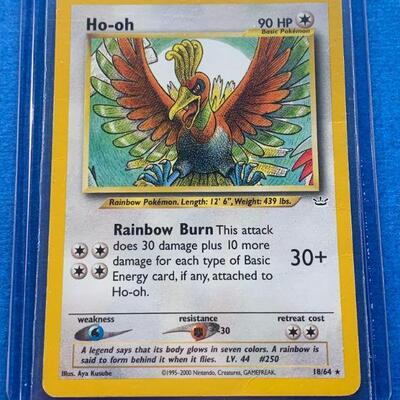 Ho-oh
90 HP
Basic Pokémon
Rainbow Pokémon. Length: 12' 6", Weight: 439 lbs.
Rainbow Burn This attack
does 30 damage plus 10 more
damage for each type of Basic
Energy card, if any, attached to
Ho-oh.
30+
weakness resistance retreat cost
30
A legend says that its body glows in seven colors. A rainbow is
said to form behind it when it flies. LV. 44 #250
Illus. Aya Kusube ©1995-2000 Nintendo, Creatures, GAMEFREAK. 18/64 ★